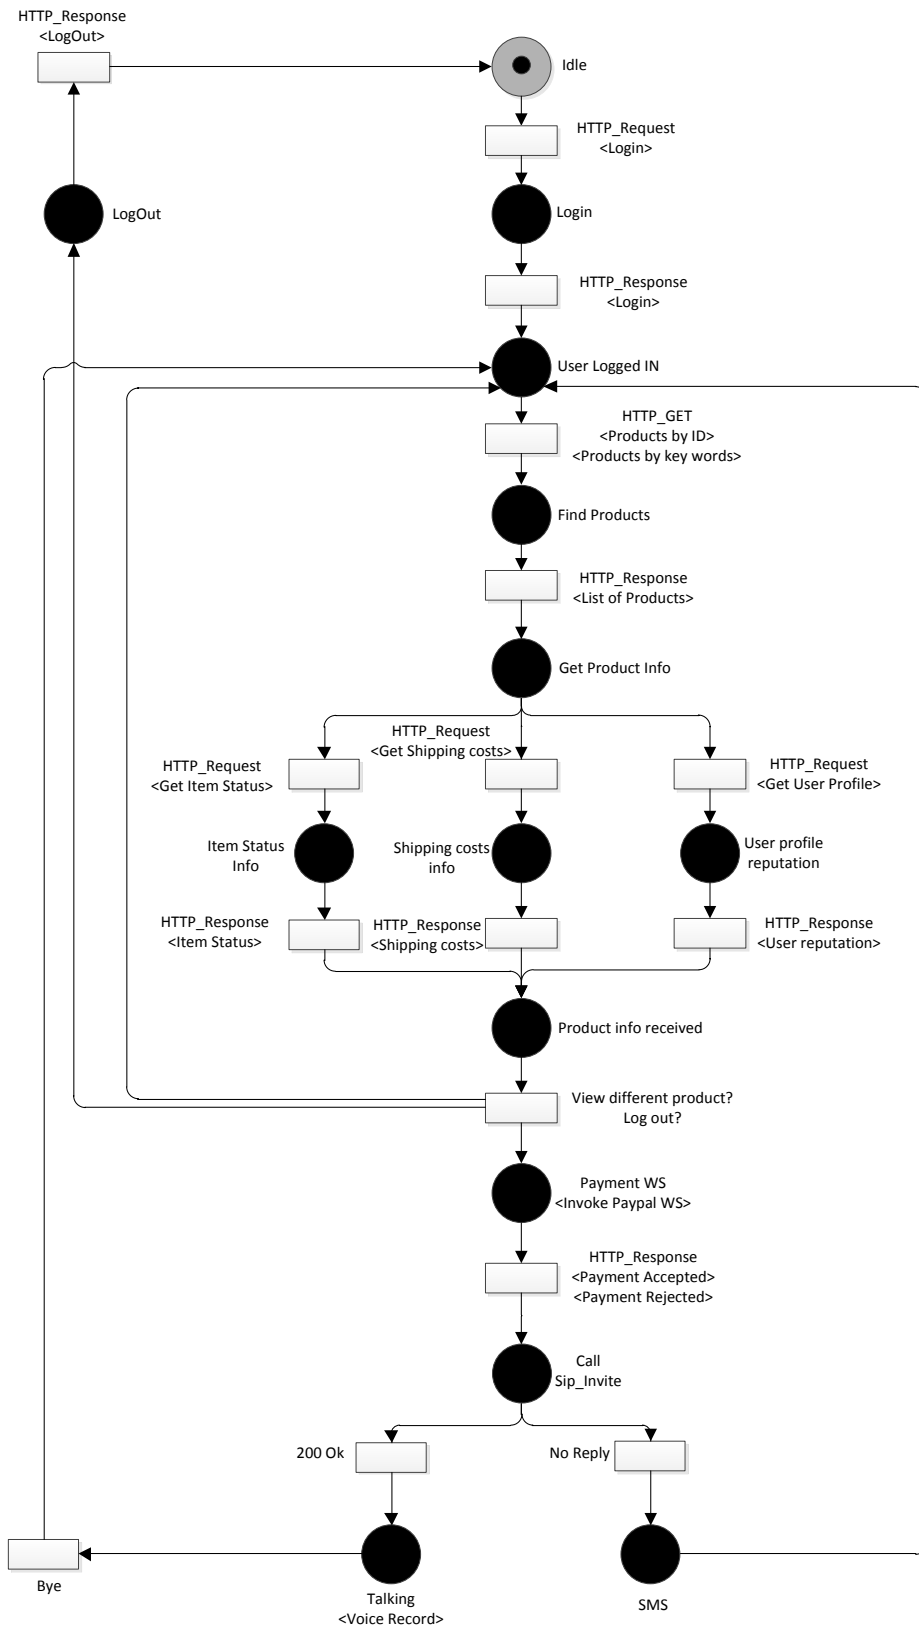 HTTP_Response
<LogOut>
Idle
HTTP_Request
<Login>
LogOut
Login
HTTP_Response
<Login>
User Logged IN
HTTP_GET
<Products by ID>
<Products by key words>
Find Products
HTTP_Response
<List of Products>
Get Product Info
HTTP_Request
<Get Shipping costs>
HTTP_Request
<Get Item Status>
HTTP_Request
<Get User Profile>
Item Status
Info
Shipping costs
info
User profile
reputation
HTTP_Response
<Item Status>
HTTP_Response
<Shipping costs>
HTTP_Response
<User reputation>
Product info received
View different product?
Log out?
Payment WS
<Invoke Paypal WS>
HTTP_Response
<Payment Accepted>
<Payment Rejected>
Call
Sip_Invite
200 Ok
No Reply
Bye
Talking
<Voice Record>
SMS